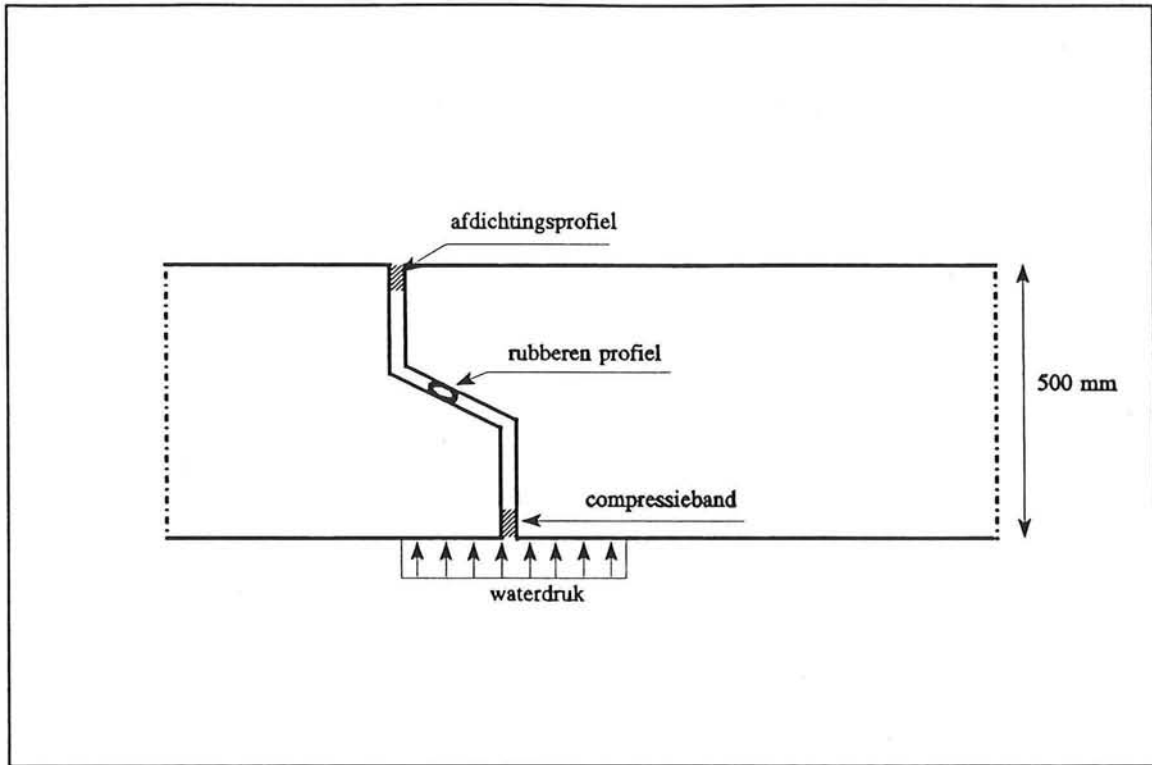 afdichtingsprofiel
rubberen profiel
500 mm
compressieband
waterdruk